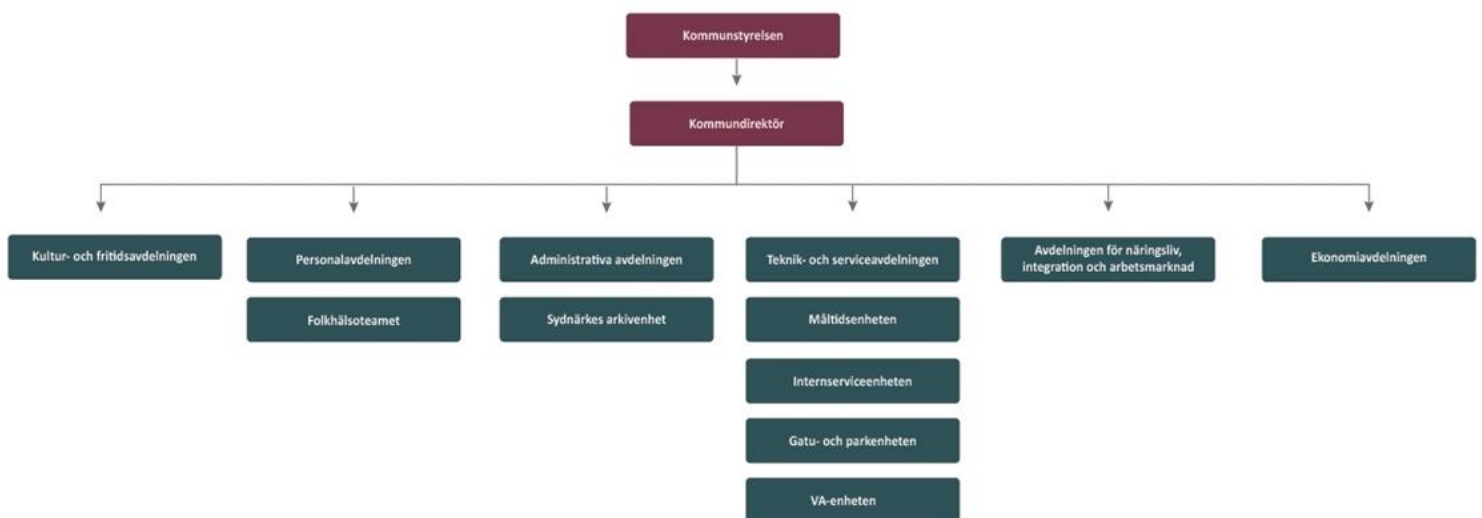 Kommunstyrelsen
Kommundirektör
Kultur- och fritidsavdelningen
Personalavdelningen
Folkhälsoteamet
Administrativa avdelningen
Sydnärkes arkivenhet
Teknik- och serviceavdelningen
Måltidsenheten
Internserviceenheten
Gatu- och parkenheten
VA-enheten
Avdelningen för näringsliv,
integration och arbetsmarknad
Ekonomiavdelningen